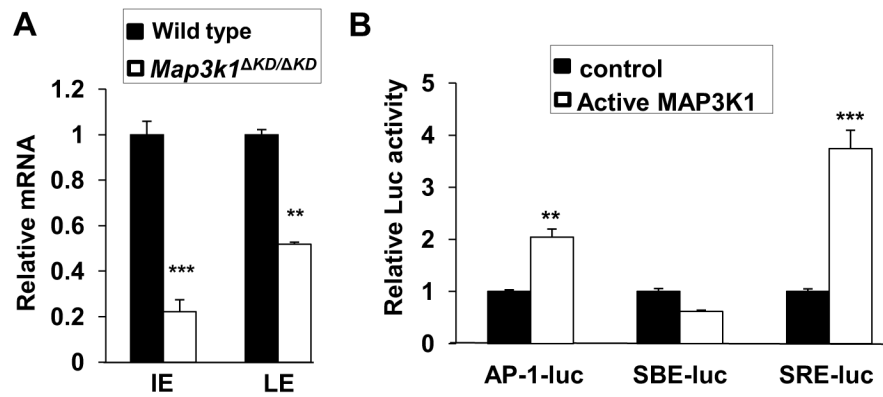 A
Wild type
Map3k1ΔKD/ΔKD
Relative mRNA
1.2
1
0.8
0.6
0.4
0.2
0
***
**
IE
LE
B
control
Active MAP3K1
Relative Luc activity
5
4
3
2
1
0
**
***
AP-1-luc
SBE-luc
SRE-luc